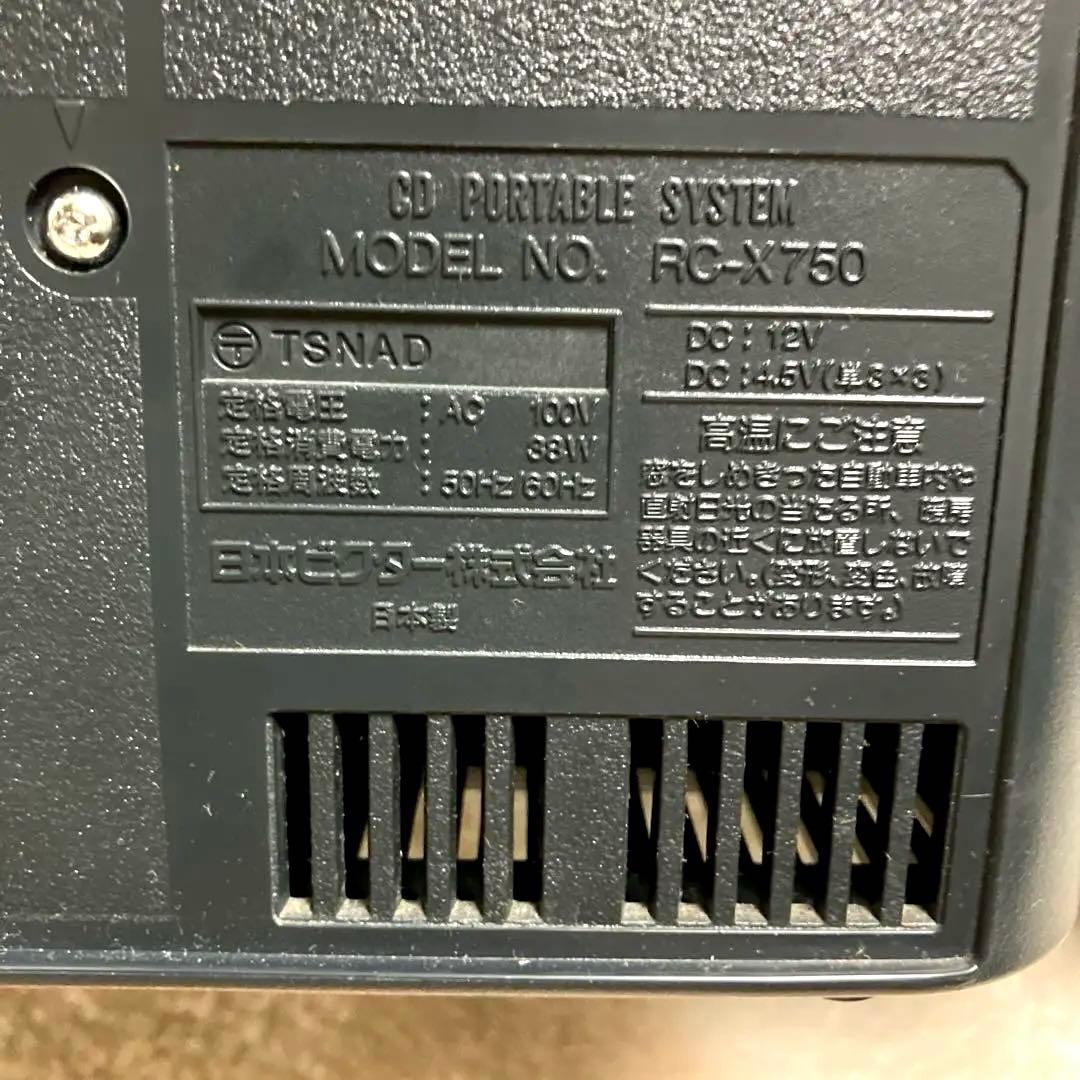 CD PORTABLE SYSTEM
MODEL NO. RC-X750
〒 TSNAD
定格電圧 : AC 100V
定格消費電力 : 38W
定格周波数 : 50Hz/60Hz
日本ビクター株式会社
日本製
DC : 12V
DC : 4.5V(単3×3)
高温にご注意
窓をしめきった自動車内や
直射日光の当たる所、暖房
器具の近くに放置しないで
ください。(変形、変色、故障
することがあります。)